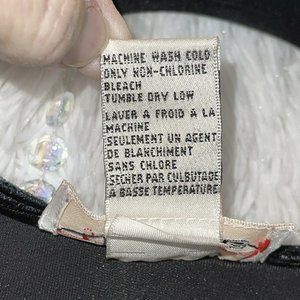 MACHINE WASH COLD
ONLY NON-CHLORINE
BLEACH
TUMBLE DRY LOW
LAVER A FROID A LA
MACHINE
SEULEMENT UN AGENT
DE BLANCHIMENT
SANS CHLORE
SECHER PAR CULBUTAGE
A BASSE TEMPERATURE